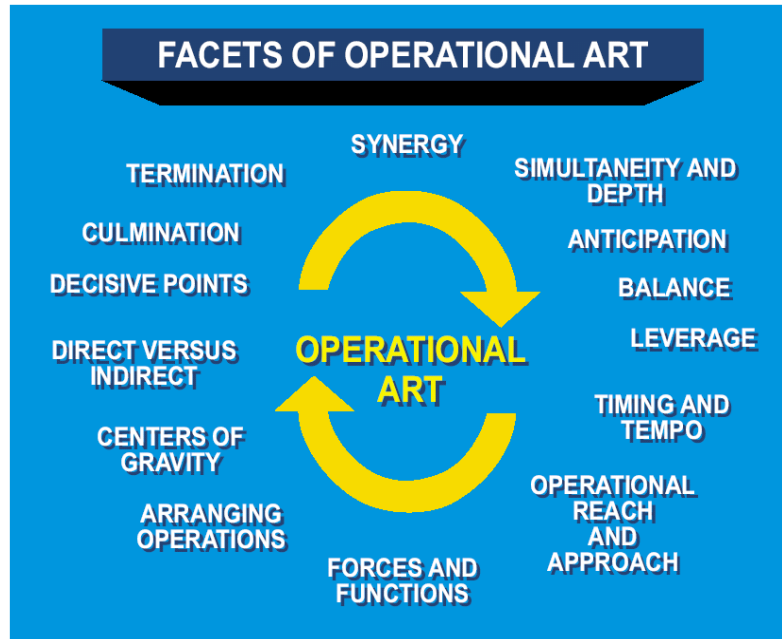 FACETS OF OPERATIONAL ART
SYNERGY
SIMULTANEITY AND
DEPTH
ANTICIPATION
BALANCE
LEVERAGE
TIMING AND
TEMPO
OPERATIONAL
REACH
AND
APPROACH
FORCES AND
FUNCTIONS
ARRANGING
OPERATIONS
CENTERS OF
GRAVITY
DIRECT VERSUS
INDIRECT
DECISIVE POINTS
CULMINATION
TERMINATION
OPERATIONAL
ART